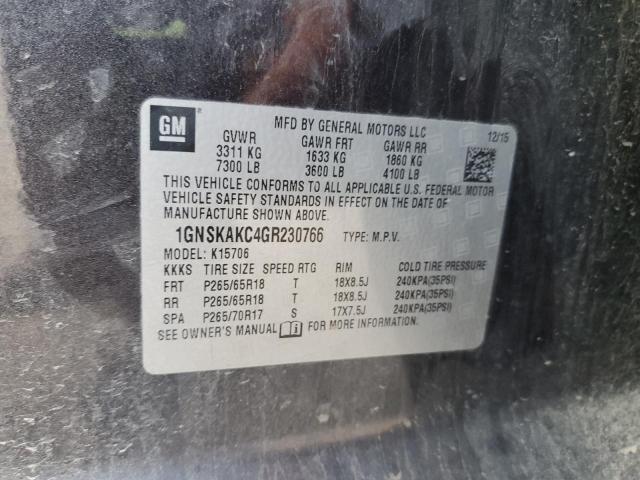 GM
MFD BY GENERAL MOTORS LLC 12/15
GVWR GAWR FRT GAWR RR
3311 KG 1633 KG 1860 KG
7300 LB 3600 LB 4100 LB
THIS VEHICLE CONFORMS TO ALL APPLICABLE U.S. FEDERAL MOTOR
VEHICLE SAFETY STANDARDS IN EFFECT ON THE DATE OF
MANUFACTURE SHOWN ABOVE.
1GNSKAKC4GR230766 TYPE: M.P.V.
MODEL: K15706
KKKS TIRE SIZE SPEED RTG RIM COLD TIRE PRESSURE
FRT P265/65R18 T 18X8.5J 240KPA(35PSI)
RR P265/65R18 T 18X8.5J 240KPA(35PSI)
SPA P265/70R17 S 17X7.5J 240KPA(35PSI)
SEE OWNER'S MANUAL FOR MORE INFORMATION.